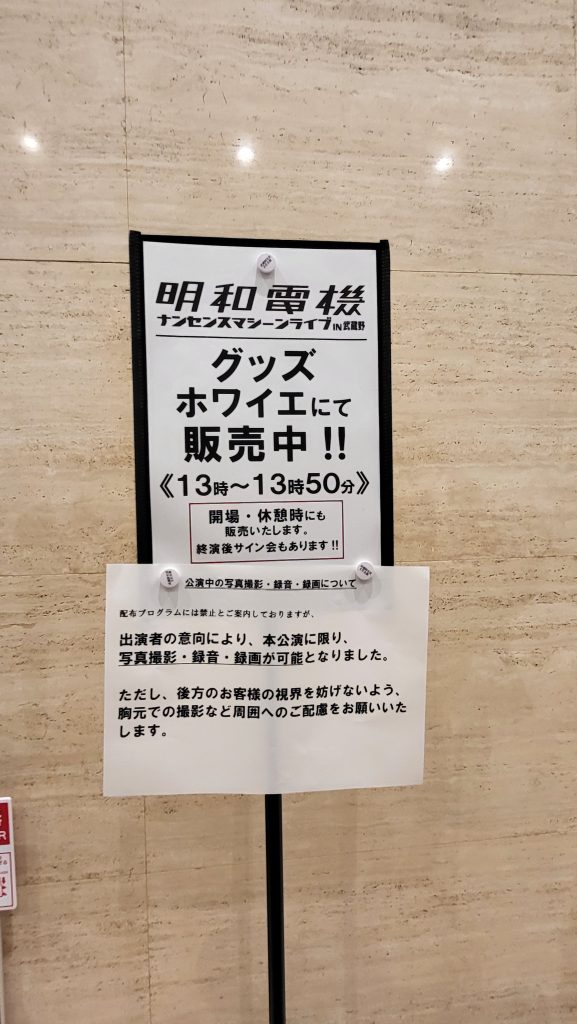 明和電機
ナンセンスマシーンライブIN武蔵野
グッズ
ホワイエにて
販売中!!
《13時〜13時50分》
開場・休憩時にも
販売いたします。
終演後サイン会もあります!!
公演中の写真撮影・録音・録画について
配布プログラムには禁止とご案内しておりますが、
出演者の意向により、本公演に限り、
写真撮影・録音・録画が可能となりました。
ただし、後方のお客様の視界を妨げないよう、
胸元での撮影など周囲へのご配慮をお願いいた
します。